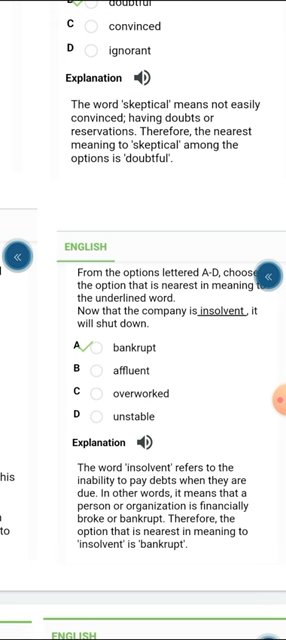 B doubtful
C convinced
D ignorant
Explanation
The word 'skeptical' means not easily
convinced; having doubts or
reservations. Therefore, the nearest
meaning to 'skeptical' among the
options is 'doubtful'.
ENGLISH
From the options lettered A-D, choose
the option that is nearest in meaning to
the underlined word.
Now that the company is insolvent , it
will shut down.
A bankrupt
B affluent
C overworked
D unstable
Explanation
The word 'insolvent' refers to the
inability to pay debts when they are
due. In other words, it means that a
person or organization is financially
broke or bankrupt. Therefore, the
option that is nearest in meaning to
'insolvent' is 'bankrupt'.
his
to
ENGLISH